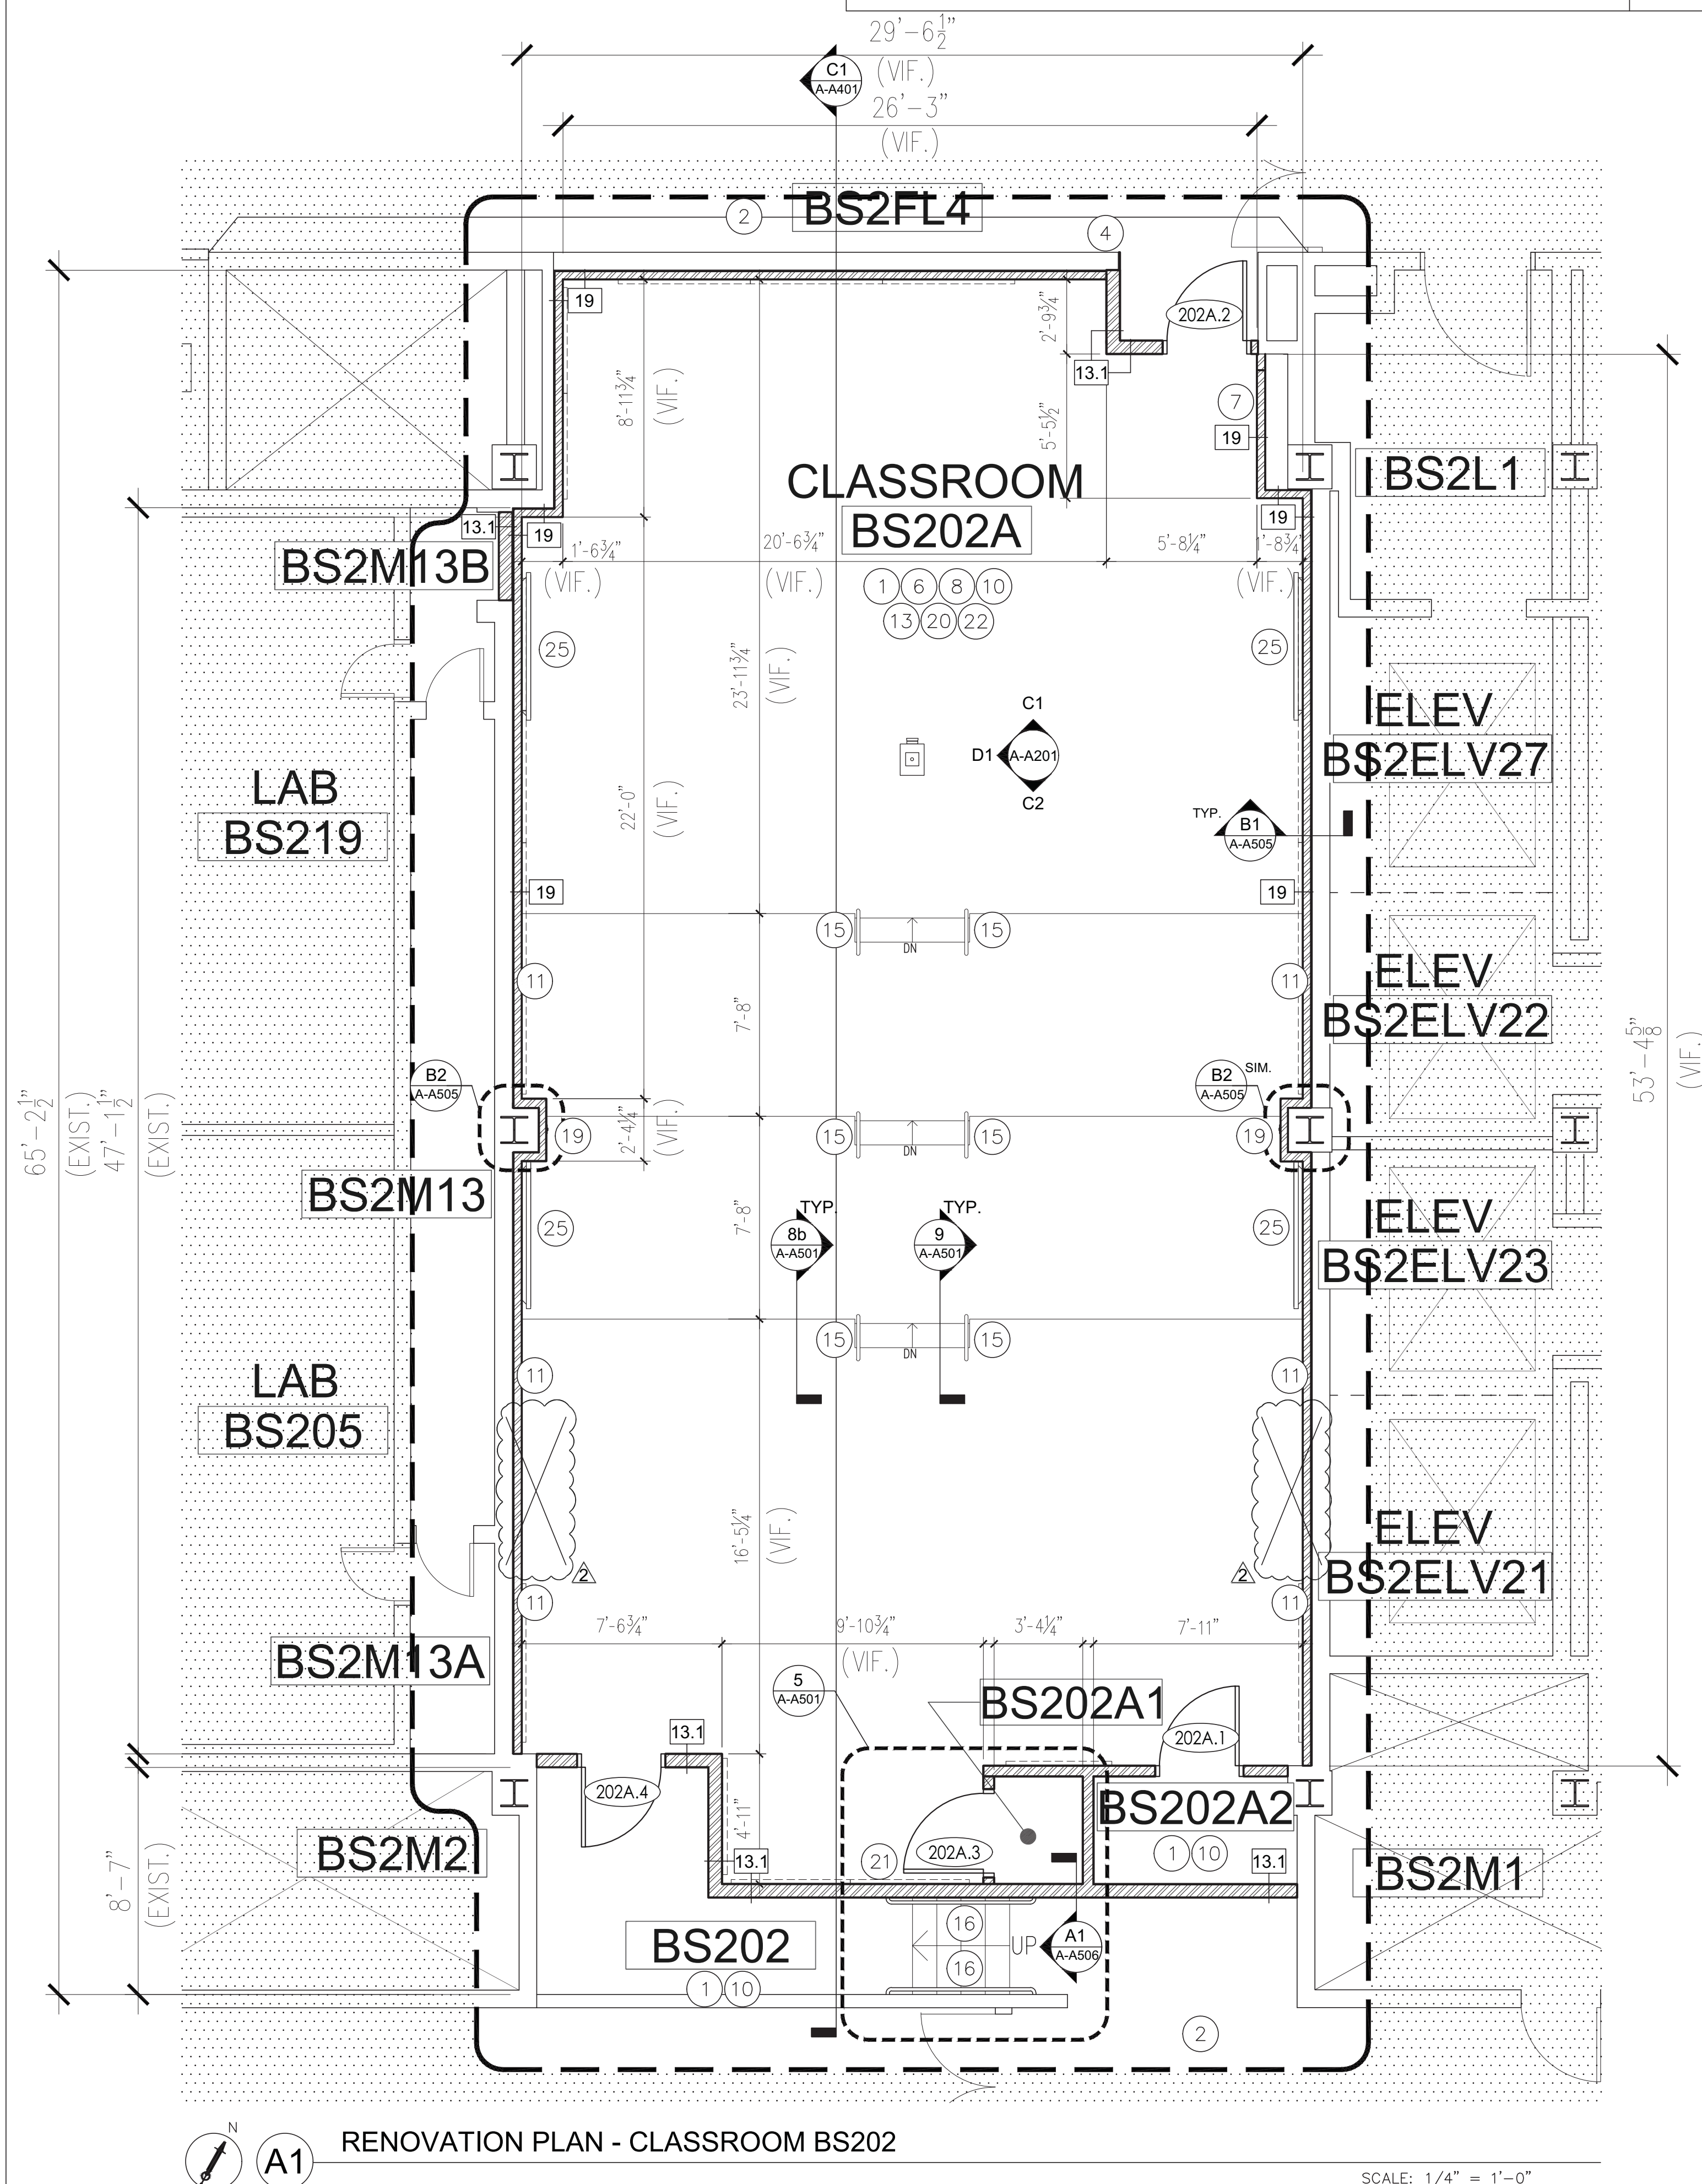 29'-6½"
(VIF.)
C1
A-A401
26'-3"
(VIF.)
BS2FL4
2
4
19
2'-9¾"
202A.2
13.1
8'-11¾"
(VIF.)
7
5'-5½"
19
CLASSROOM
BS202A
BS2L1
13.1
19
19
BS2M13B
1'-6¾"
(VIF.)
20'-6¾"
(VIF.)
5'-8¼"
1'-8¾"
(VIF.)
1 6 8 10
13 20 22
25
25
23'-11¾"
(VIF.)
C1
D1
A-A201
C2
ELEV
BS2ELV27
LAB
BS219
22'-0"
(VIF.)
TYP.
B1
A-A505
19
19
15
15
DN
11
11
7'-8"
ELEV
BS2ELV22
53'-4⅝"
(VIF.)
65'-2½"
(EXIST.)
47'-1½"
(EXIST.)
B2
A-A505
B2
A-A505
SIM.
19
2'-4¼"
(VIF.)
15
15
DN
19
BS2M13
25
7'-8"
TYP.
8b
A-A501
TYP.
9
A-A501
25
ELEV
BS2ELV23
15
15
DN
LAB
BS205
11
11
16'-5¼"
(VIF.)
ELEV
BS2ELV21
2
2
11
11
7'-6¾"
9'-10¾"
(VIF.)
3'-4¼"
7'-11"
BS2M13A
5
A-A501
BS202A1
13.1
202A.1
202A.4
BS202A2
4'-11"
BS2M2
13.1
21
202A.3
1 10
13.1
BS2M1
8'-7"
(EXIST.)
BS202
1 10
16
16
UP
A1
A-A506
2
N
A1
RENOVATION PLAN - CLASSROOM BS202
SCALE: 1/4" = 1'-0"